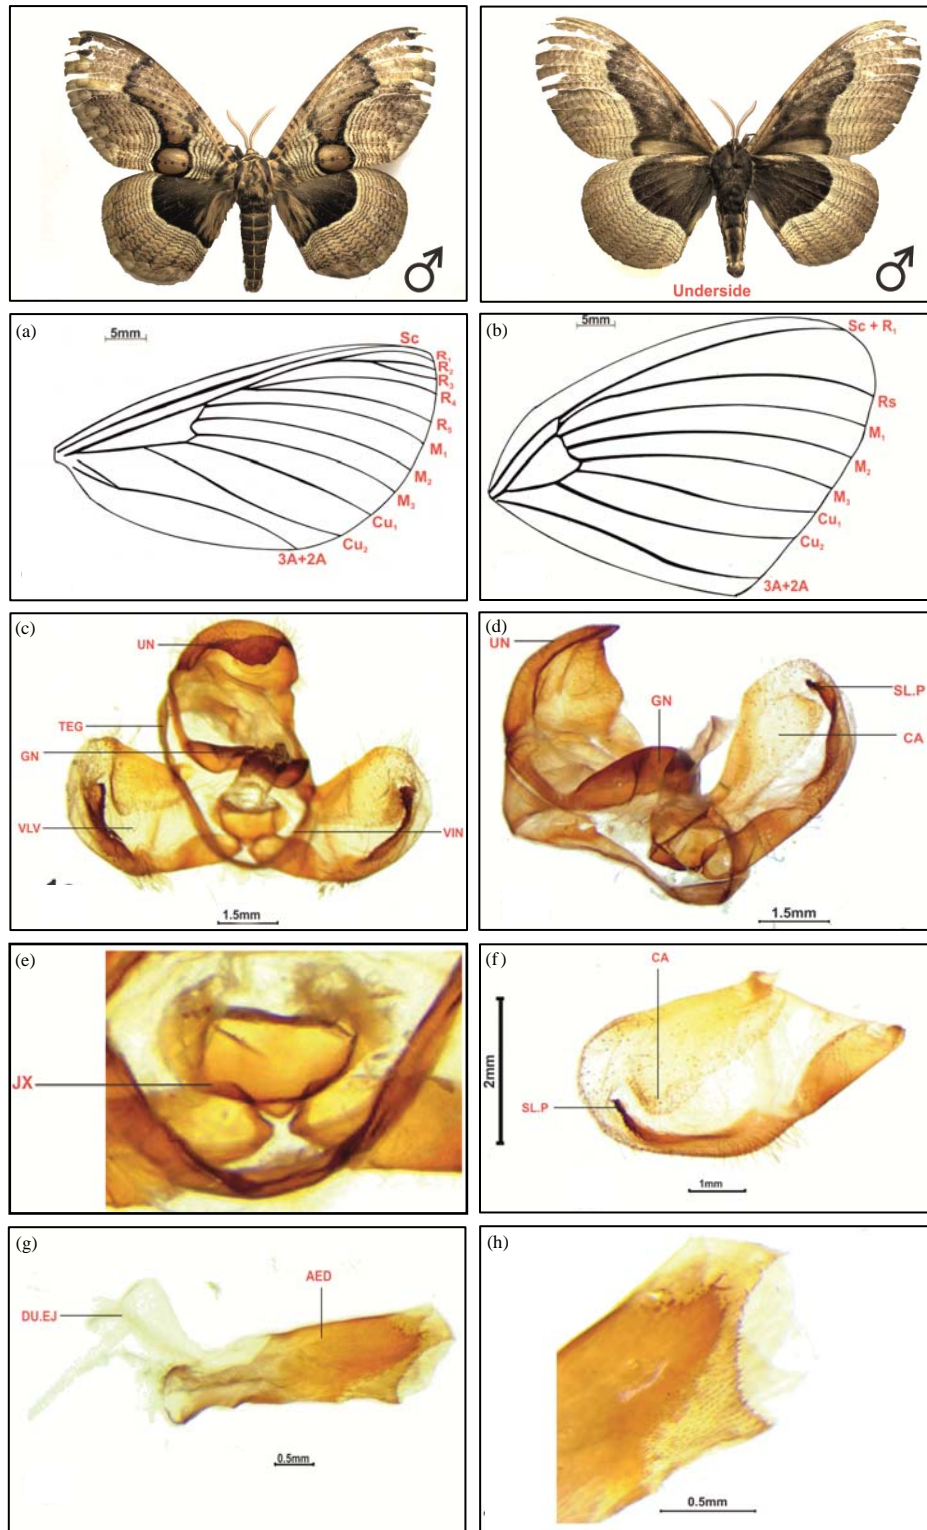 ♂
♂
Underside
(a)
5mm
Sc
R1
R2
R3
R4
R5
M1
M2
M3
Cu1
Cu2
3A+2A
(b)
5mm
Sc + R1
Rs
M1
M2
M3
Cu1
Cu2
3A+2A
(c)
UN
TEG
GN
VLV
VIN
1.5mm
(d)
UN
GN
SL.P
CA
1.5mm
(e)
JX
(f)
CA
2mm
SL.P
1mm
(g)
AED
DU.EJ
0.5mm
(h)
0.5mm